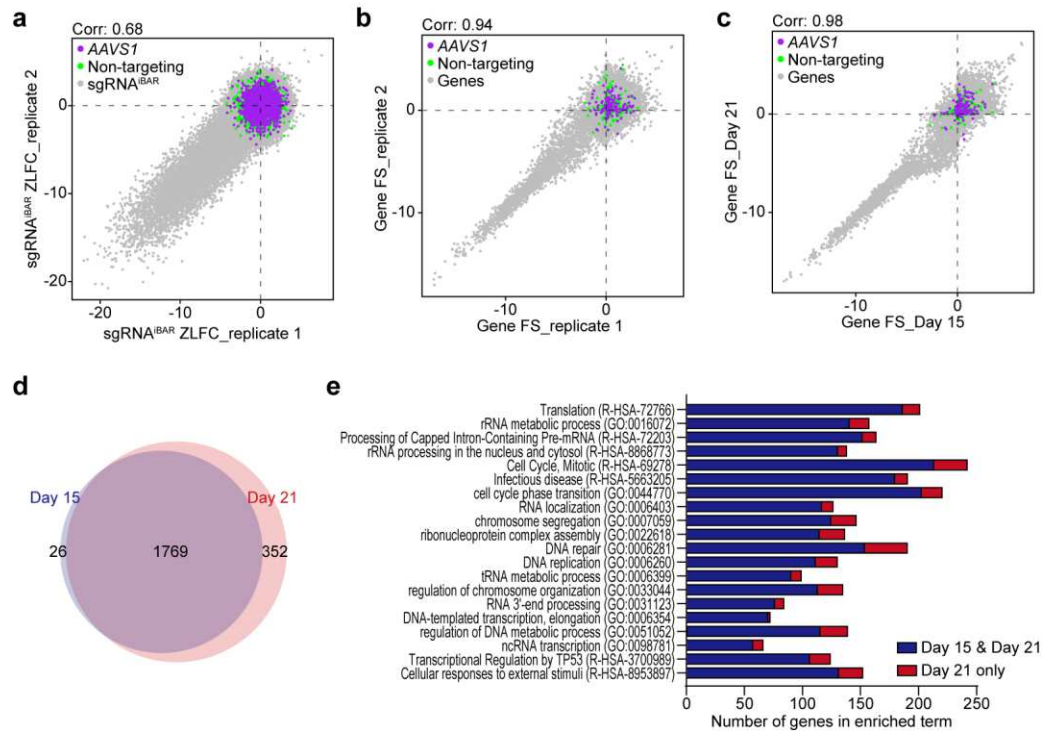 a
Corr: 0.68
AAVS1
Non-targeting
sgRNA^iBAR
sgRNA^iBAR ZLFC_replicate 2
0
-10
-20
-20
-10
0
sgRNA^iBAR ZLFC_replicate 1
b
Corr: 0.94
AAVS1
Non-targeting
Genes
Gene FS_replicate 2
0
-10
-10
0
Gene FS_replicate 1
c
Corr: 0.98
AAVS1
Non-targeting
Genes
Gene FS_Day 21
0
-10
-10
0
Gene FS_Day 15
d
Day 15
Day 21
26
1769
352
e
Translation (R-HSA-72766)
rRNA metabolic process (GO:0016072)
Processing of Capped Intron-Containing Pre-mRNA (R-HSA-72203)
rRNA processing in the nucleus and cytosol (R-HSA-8868773)
Cell Cycle, Mitotic (R-HSA-69278)
Infectious disease (R-HSA-5663205)
cell cycle phase transition (GO:0044770)
RNA localization (GO:0006403)
chromosome segregation (GO:0007059)
ribonucleoprotein complex assembly (GO:0022618)
DNA repair (GO:0006281)
DNA replication (GO:0006260)
tRNA metabolic process (GO:0006399)
regulation of chromosome organization (GO:0033044)
RNA 3'-end processing (GO:0031123)
DNA-templated transcription, elongation (GO:0006354)
regulation of DNA metabolic process (GO:0051052)
ncRNA transcription (GO:0098781)
Transcriptional Regulation by TP53 (R-HSA-3700989)
Cellular responses to external stimuli (R-HSA-8953897)
Day 15 & Day 21
Day 21 only
0 50 100 150 200 250
Number of genes in enriched term